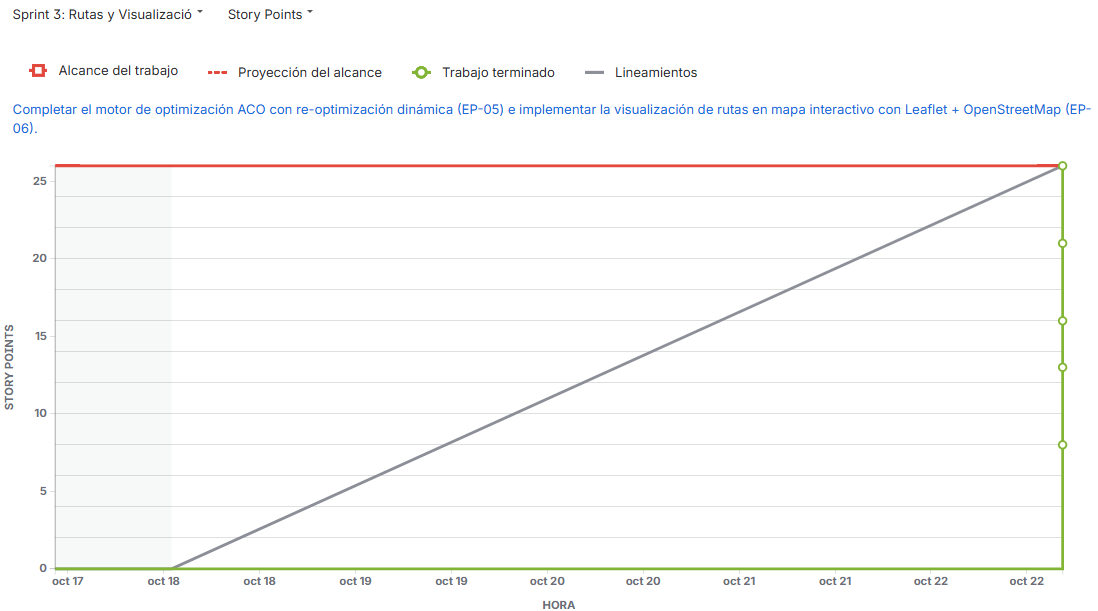 Sprint 3: Rutas y Visualizació Story Points
Alcance del trabajo Proyección del alcance Trabajo terminado Lineamientos
Completar el motor de optimización ACO con re-optimización dinámica (EP-05) e implementar la visualización de rutas en mapa interactivo con Leaflet + OpenStreetMap (EP-
06).
25
20
15
10
5
0
STORY POINTS
oct 17 oct 18 oct 18 oct 19 oct 19 oct 20 oct 20 oct 21 oct 21 oct 22 oct 22
HORA